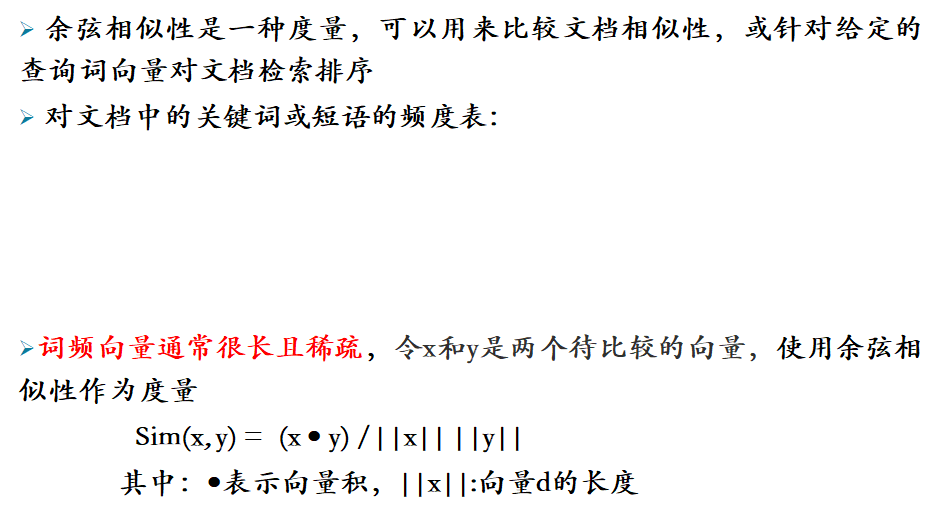 ➢ 余弦相似性是一种度量，可以用来比较文档相似性，或针对给定的
查询词向量对文档检索排序
➢ 对文档中的关键词或短语的频度表：
➢词频向量通常很长且稀疏，令x和y是两个待比较的向量，使用余弦相
似性作为度量
Sim(x,y) = (x • y) /||x|| ||y||
其中：•表示向量积，||x||:向量d的长度